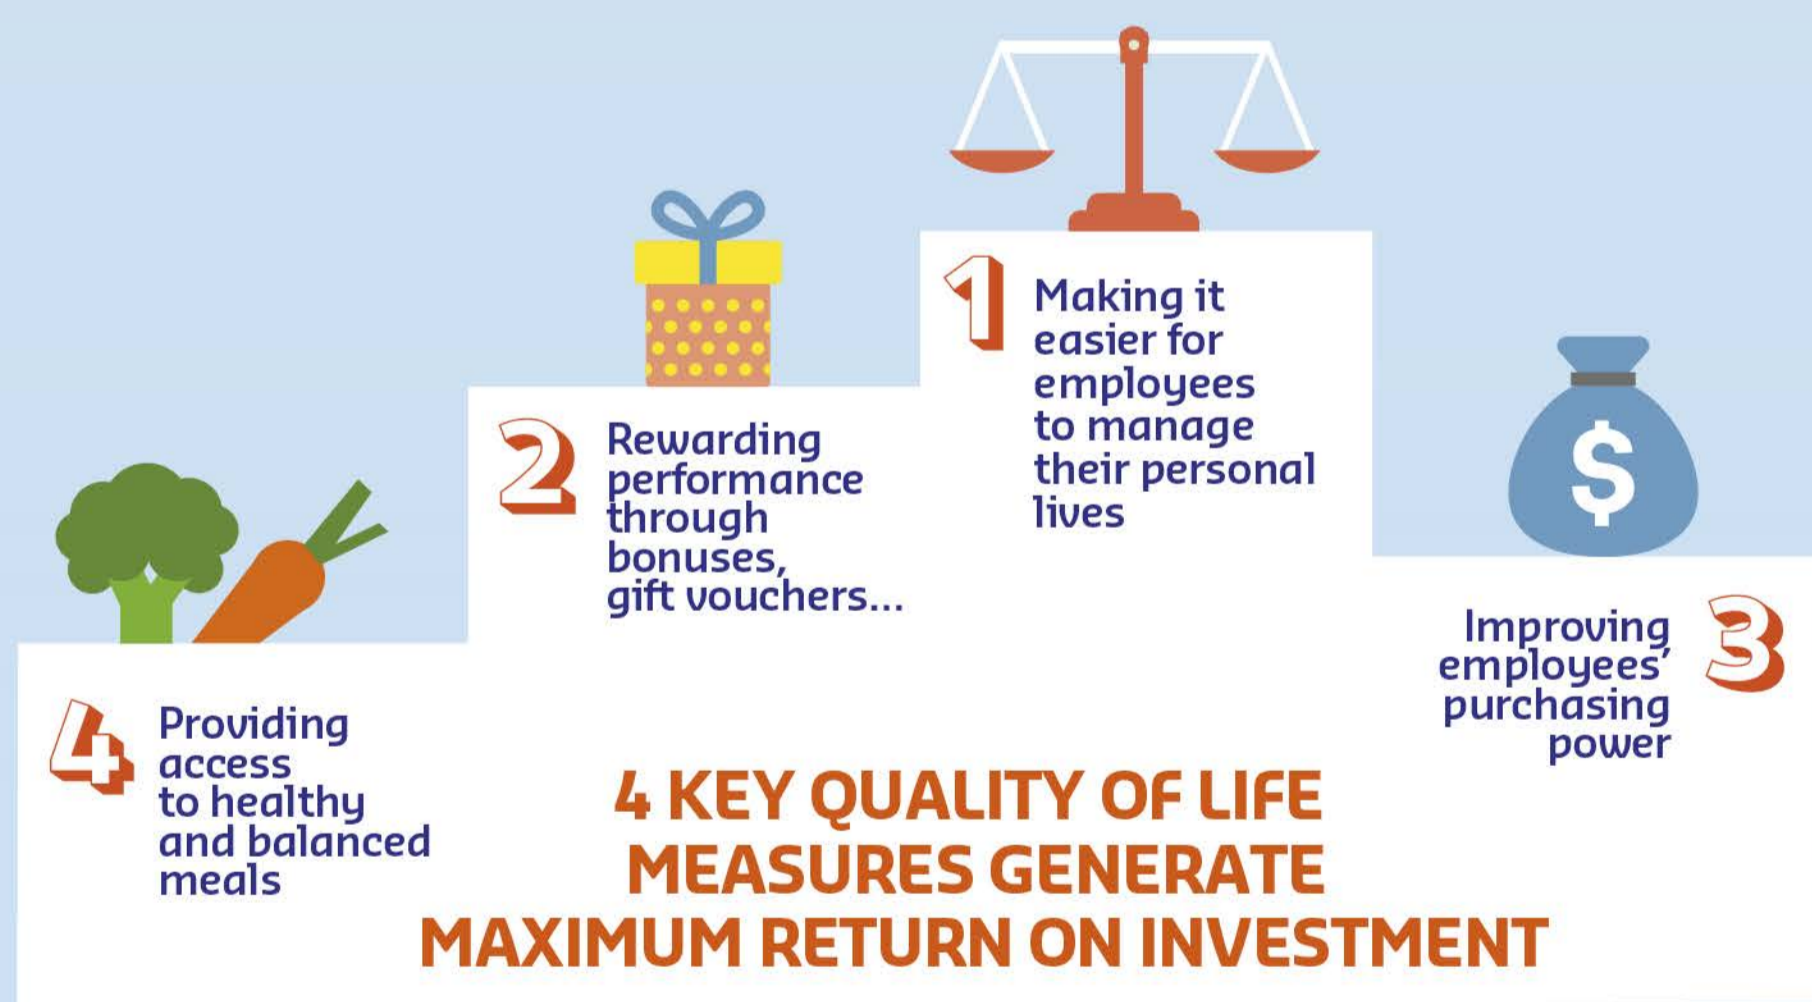 1
Making it
easier for
employees
to manage
their personal
lives
2
Rewarding
performance
through
bonuses,
gift vouchers...
$
3
Improving
employees’
purchasing
power
4
Providing
access
to healthy
and balanced
meals
4 KEY QUALITY OF LIFE
MEASURES GENERATE
MAXIMUM RETURN ON INVESTMENT